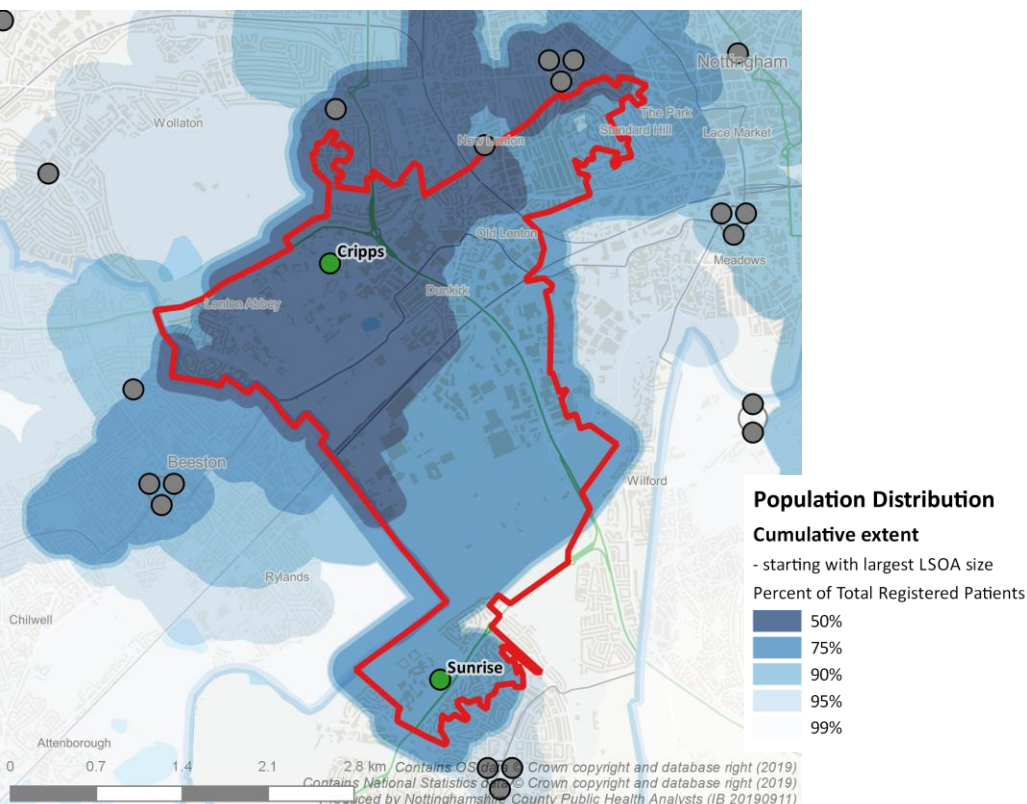 Nottingham
The Park
Wollaton
Standard Hill
Lace Market
New Lenton
Old Lenton
Cripps
Meadows
Dunkirk
Lenton Abbey
Beeston
Wilford
Population Distribution
Cumulative extent
- starting with largest LSOA size
Percent of Total Registered Patients
50%
75%
90%
95%
99%
Rylands
Chilwell
Sunrise
Attenborough
0 0.7 1.4 2.1 2.8 km
Contains OS data © Crown copyright and database right (2019)
Contains National Statistics data © Crown copyright and database right (2019)
Produced by Nottinghamshire County Public Health Analysts (IB 20190911)